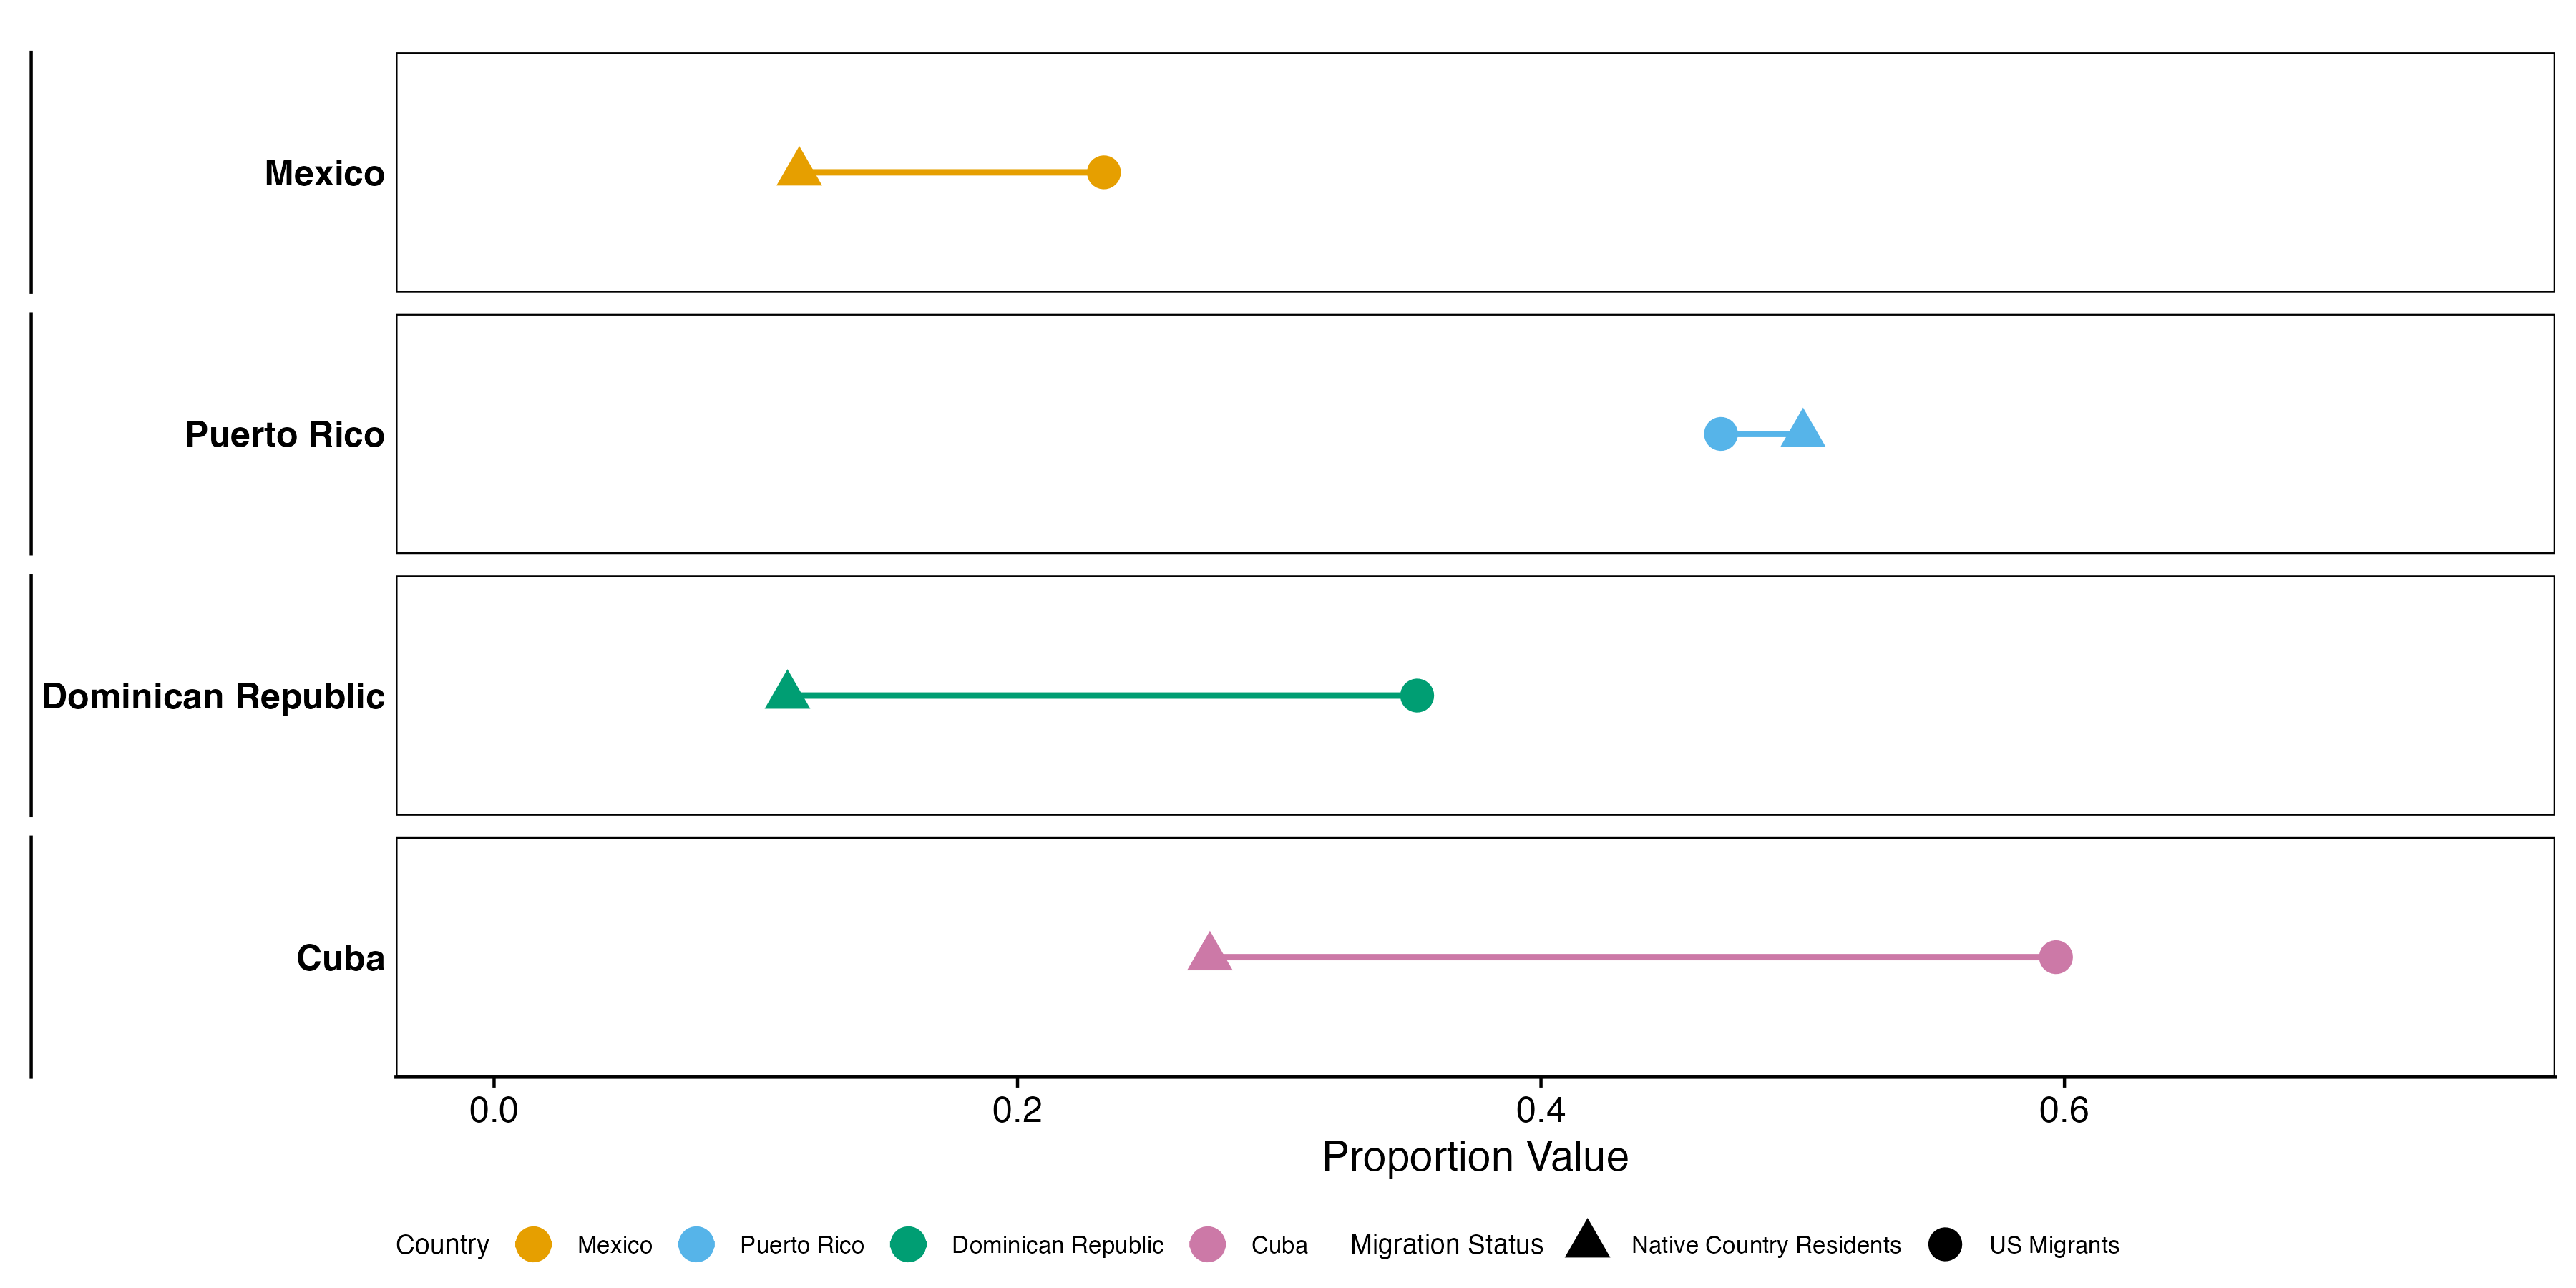 Mexico
Puerto Rico
Dominican Republic
Cuba
0.0 0.2 0.4 0.6
Proportion Value
Country Mexico Puerto Rico Dominican Republic Cuba Migration Status Native Country Residents US Migrants